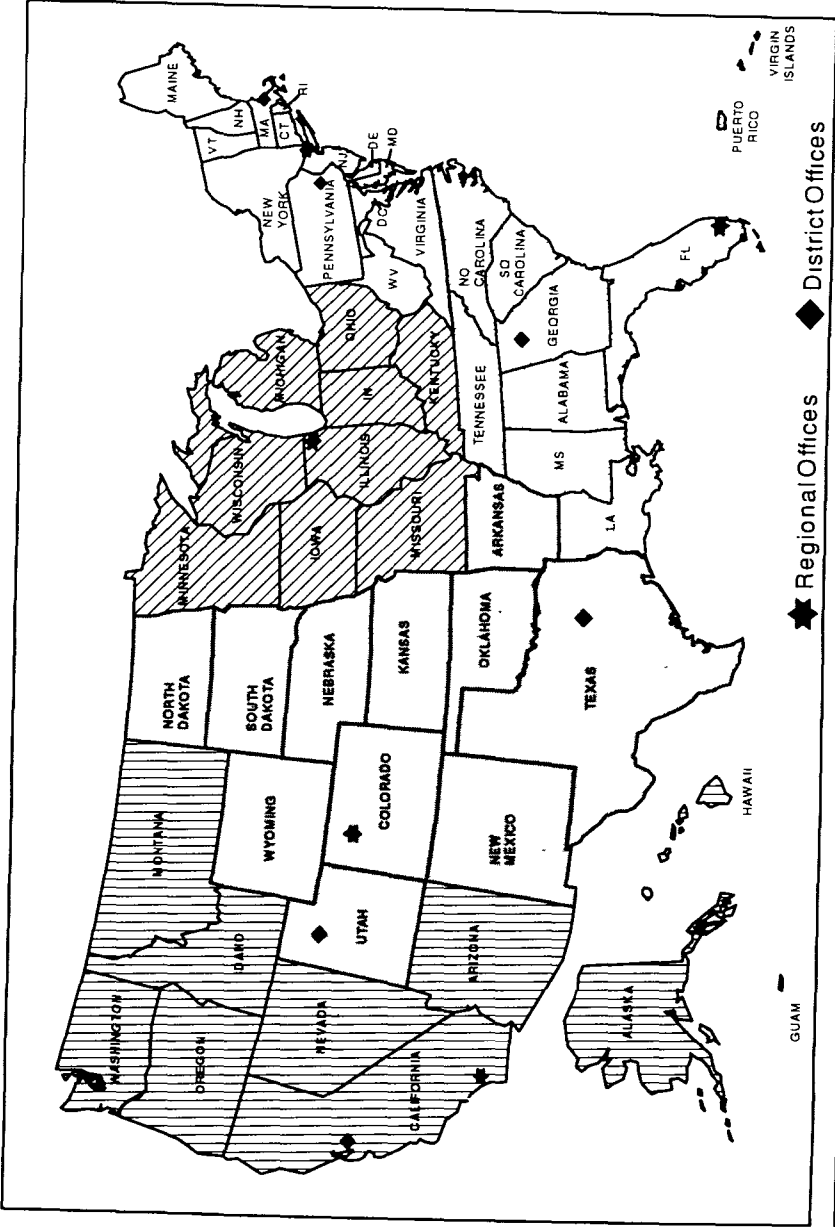 WASHINGTON
OREGON
CALIFORNIA
NEVADA
IDAHO
MONTANA
WYOMING
UTAH
ARIZONA
COLORADO
NEW
MEXICO
NORTH
DAKOTA
SOUTH
DAKOTA
NEBRASKA
KANSAS
OKLAHOMA
TEXAS
MINNESOTA
IOWA
MISSOURI
ARKANSAS
LA
WISCONSIN
ILLINOIS
MICHIGAN
IN
OHIO
KENTUCKY
TENNESSEE
MS
ALABAMA
GEORGIA
FL
SO
CAROLINA
NO
CAROLINA
VIRGINIA
WV
DC
MD
DE
NJ
PENNSYLVANIA
NEW
YORK
VT
NH
MAINE
MA
CT
RI
ALASKA
GUAM
HAWAII
PUERTO
RICO
VIRGIN
ISLANDS
Regional Offices
District Offices